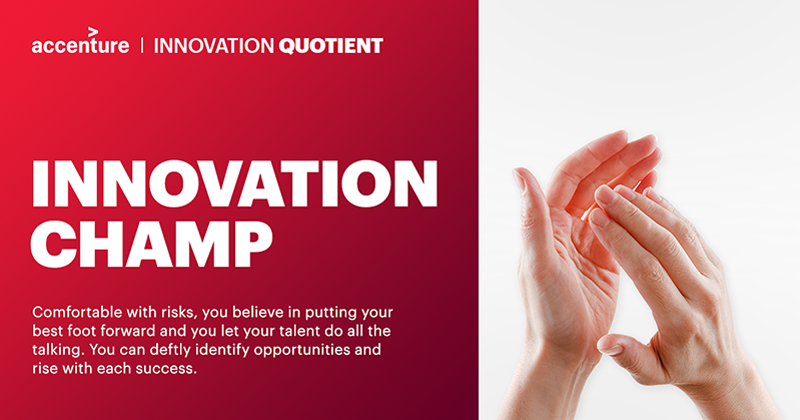 accenture | INNOVATION QUOTIENT
INNOVATION
CHAMP
Comfortable with risks, you believe in putting your
best foot forward and you let your talent do all the
talking. You can deftly identify opportunities and
rise with each success.